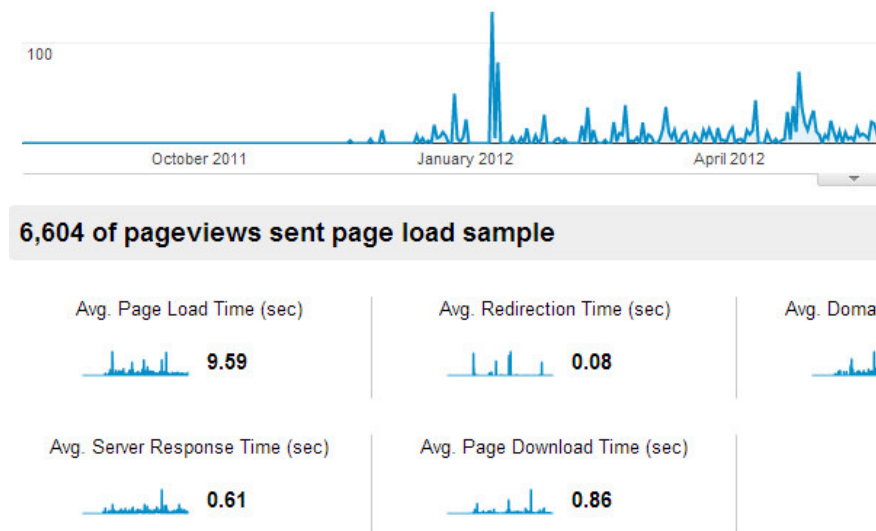 100
October 2011 January 2012 April 2012
6,604 of pageviews sent page load sample
Avg. Page Load Time (sec) Avg. Redirection Time (sec) Avg. Doma
9.59 0.08
Avg. Server Response Time (sec) Avg. Page Download Time (sec)
0.61 0.86